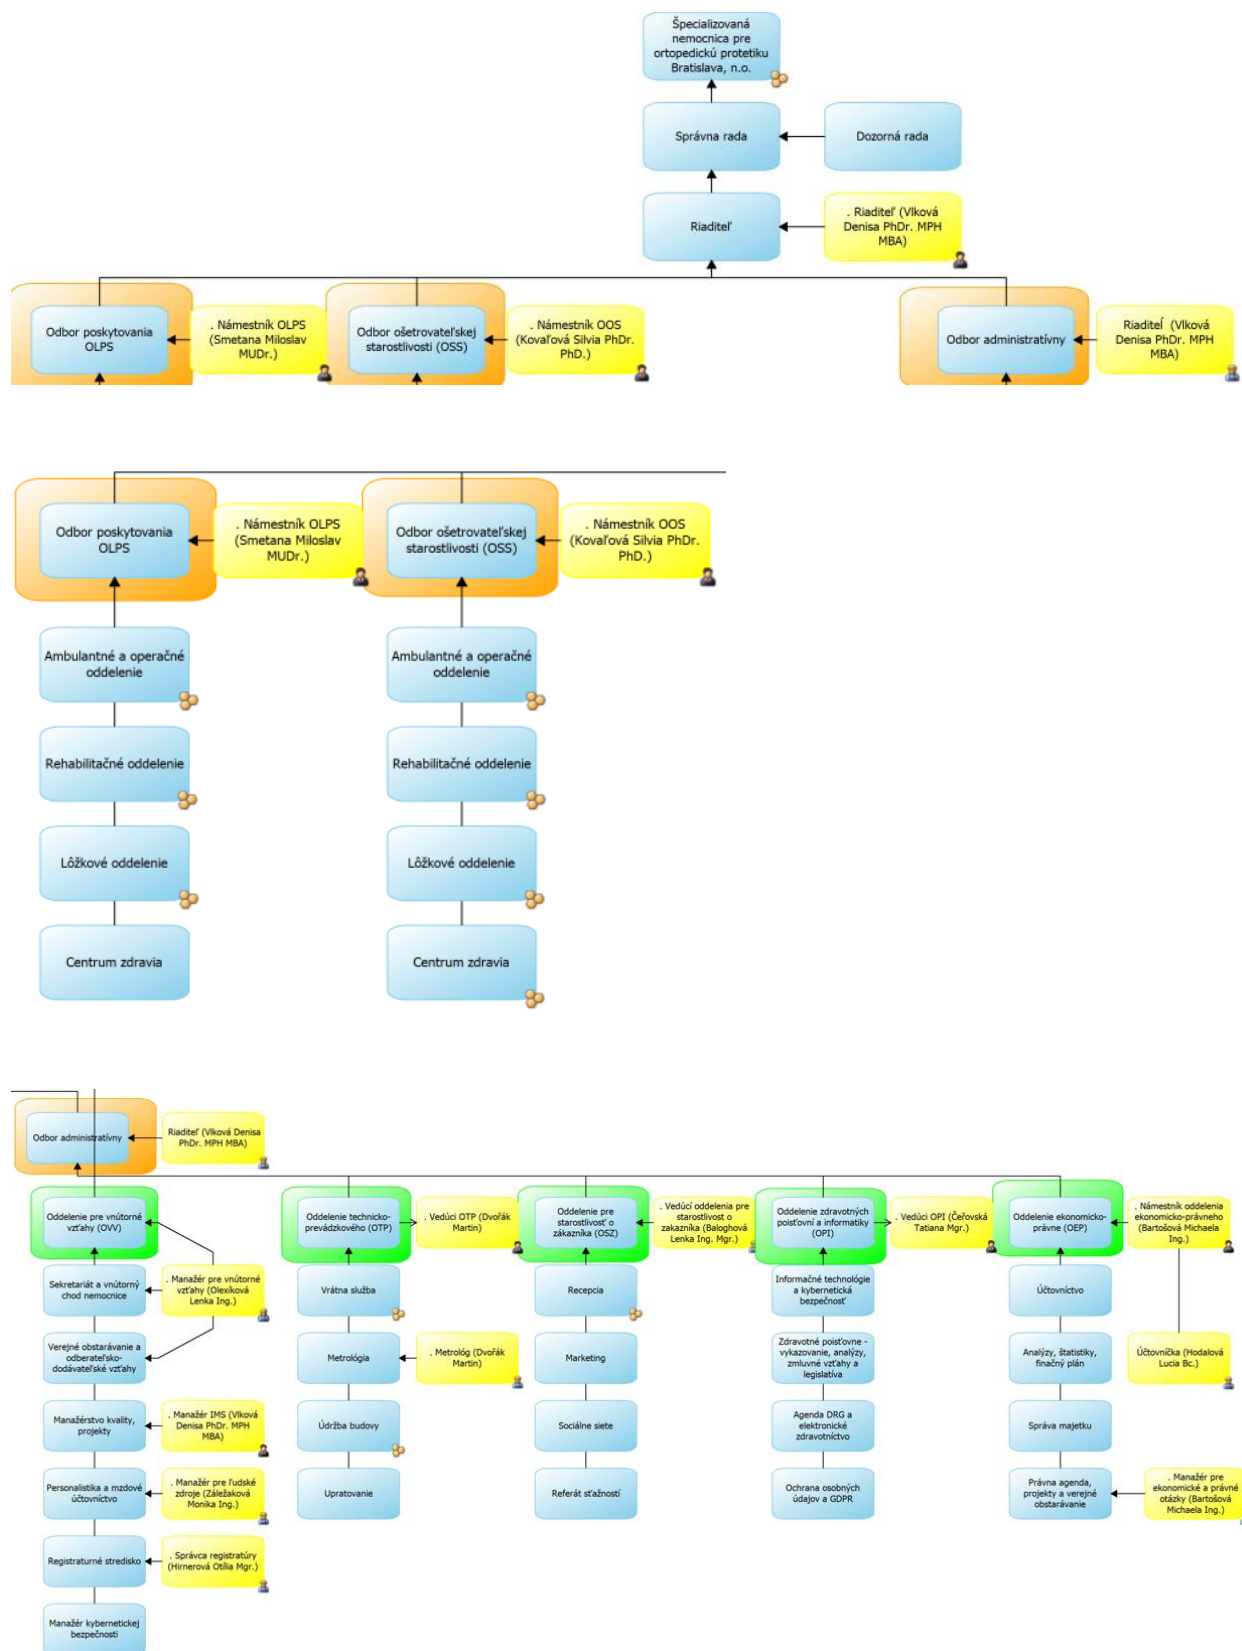 Špecializovaná
nemocnica pre
ortopedickú protetiku
Bratislava, n.o.
Správna rada
Dozorná rada
Riaditeľ
. Riaditeľ (Vlková
Denisa PhDr. MPH
MBA)
Odbor poskytovania
OLPS
. Námestník OLPS
(Smetana Miloslav
MUDr.)
Odbor ošetrovateľskej
starostlivosti (OSS)
. Námestník OOS
(Kovaľová Silvia PhDr.
PhD.)
Odbor administratívny
Riaditeĺ (Vlková
Denisa PhDr. MPH
MBA)
Odbor poskytovania
OLPS
. Námestník OLPS
(Smetana Miloslav
MUDr.)
Odbor ošetrovateľskej
starostlivosti (OSS)
. Námestník OOS
(Kovaľová Silvia PhDr.
PhD.)
Ambulantné a operačné
oddelenie
Ambulantné a operačné
oddelenie
Rehabilitačné oddelenie
Rehabilitačné oddelenie
Lôžkové oddelenie
Lôžkové oddelenie
Centrum zdravia
Centrum zdravia
Odbor administratívny
Riaditeľ (Vlková Denisa
PhDr. MPH MBA)
Oddelenie pre vnútorné
vzťahy (OVV)
Oddelenie technicko-
prevádzkového (OTP)
. Vedúci OTP (Dvořák
Martin)
Oddelenie pre
starostlivosť o
zákazníka (OSZ)
. Vedúcí oddelenia pre
starostlivosť o
zákazníka (Baloghová
Lenka Ing. Mgr.)
Oddelenie zdravotných
poisťovní a informatiky
(OPI)
. Vedúci OPI (Čeřovská
Tatiana Mgr.)
Oddelenie ekonomicko-
právne (OEP)
. Námestník oddelenia
ekonomicko-právneho
(Bartošová Michaela
Ing.)
Sekretariát a vnútorný
chod nemocnice
. Manažér pre vnútorné
vzťahy (Olexíková
Lenka Ing.)
Vrátna služba
Recepcia
Informačné technológie
a kybernetická
bezpečnosť
Účtovníctvo
Verejné obstarávanie a
odberateľsko-
dodávateľské vzťahy
Metrológia
. Metrológ (Dvořák
Martin)
Marketing
Zdravotné poisťovne -
vykazovanie, analýzy,
zmluvné vzťahy a
legislatíva
Analýzy, štatistiky,
finačný plán
Účtovníčka (Hodalová
Lucia Bc.)
Manažérstvo kvality,
projekty
. Manažér IMS (Vlková
Denisa PhDr. MPH
MBA)
Údržba budovy
Sociálne siete
Agenda DRG a
elektronické
zdravotníctvo
Správa majetku
Personalistika a mzdové
účtovníctvo
. Manažér pre ľudské
zdroje (Záležaková
Monika Ing.)
Upratovanie
Referát sťažností
Ochrana osobných
údajov a GDPR
Právna agenda,
projekty a verejné
obstarávanie
. Manažér pre
ekonomické a právné
otázky (Bartošová
Michaela Ing.)
Registraturné stredisko
. Správca registratúry
(Hirnerová Otília Mgr.)
Manažér kybernetickej
bezpečnosti